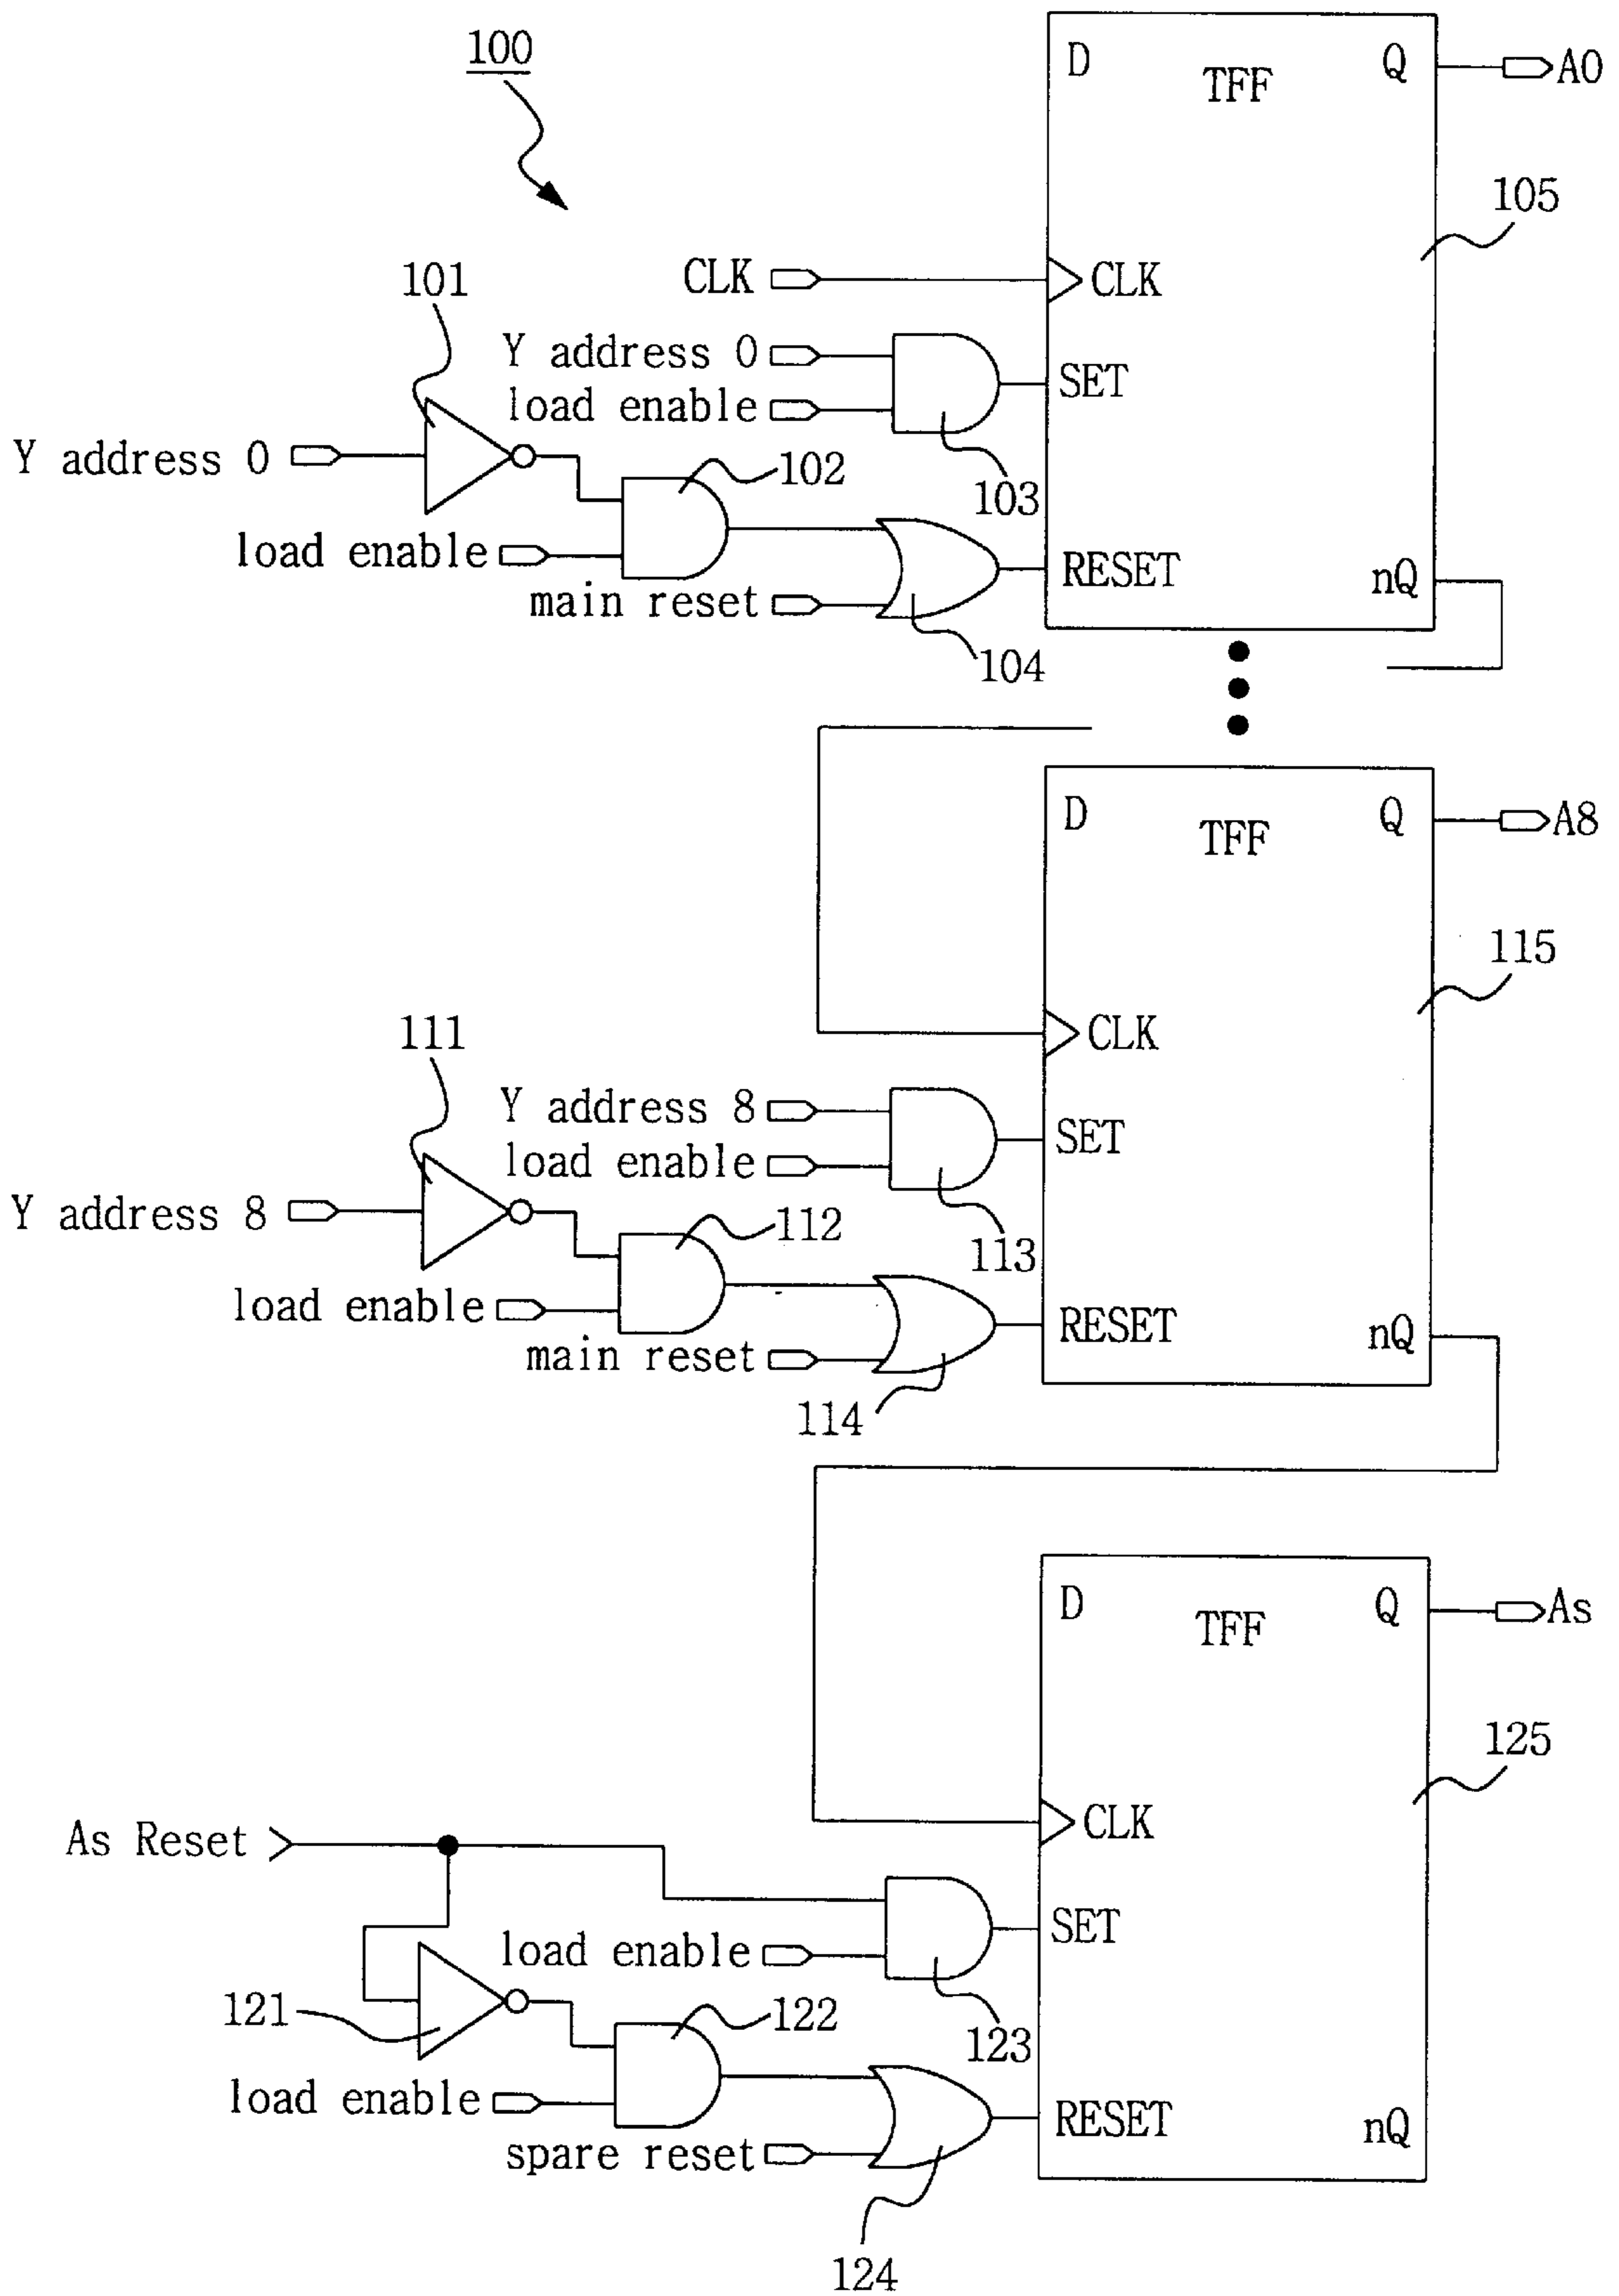 100
D
TFF
Q
A0
105
CLK
CLK
101
Y address 0
load enable
SET
103
Y address 0
102
load enable
main reset
RESET
nQ
104
D
TFF
Q
A8
115
CLK
111
Y address 8
load enable
SET
113
Y address 8
112
load enable
main reset
RESET
nQ
114
D
TFF
Q
As
125
CLK
As Reset
SET
load enable
123
121
122
load enable
spare reset
RESET
nQ
124